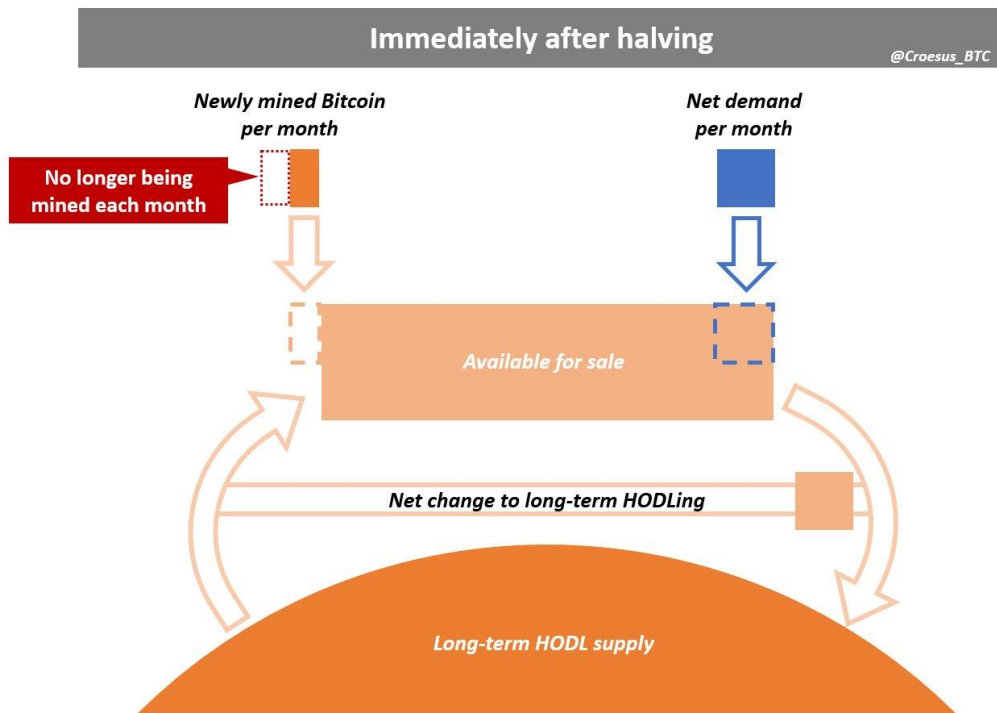 Immediately after halving
@Croesus_BTC
Newly mined Bitcoin
per month
Net demand
per month
No longer being
mined each month
Available for sale
Net change to long-term HODLing
Long-term HODL supply